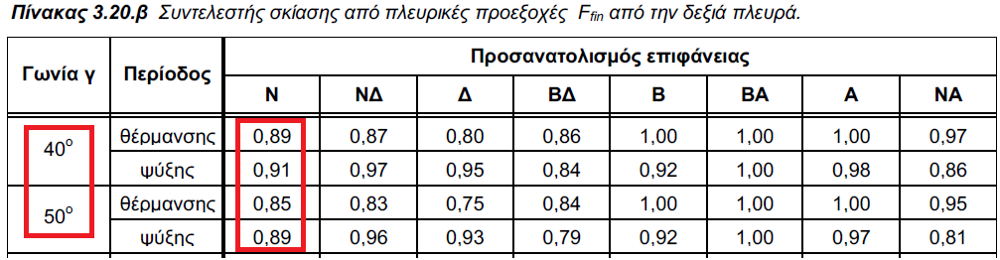 Πίνακας 3.20.β Συντελεστής σκίασης από πλευρικές προεξοχές Ffin από την δεξιά πλευρά.
Γωνία γ Περίοδος Προσανατολισμός επιφάνειας
Ν ΝΔ Δ ΒΔ Β ΒΑ Α ΝΑ
40° θέρμανσης 0,89 0,87 0,80 0,86 1,00 1,00 1,00 0,97
ψύξης 0,91 0,97 0,95 0,84 0,92 1,00 0,98 0,86
50° θέρμανσης 0,85 0,83 0,75 0,84 1,00 1,00 1,00 0,95
ψύξης 0,89 0,96 0,93 0,79 0,92 1,00 0,97 0,81